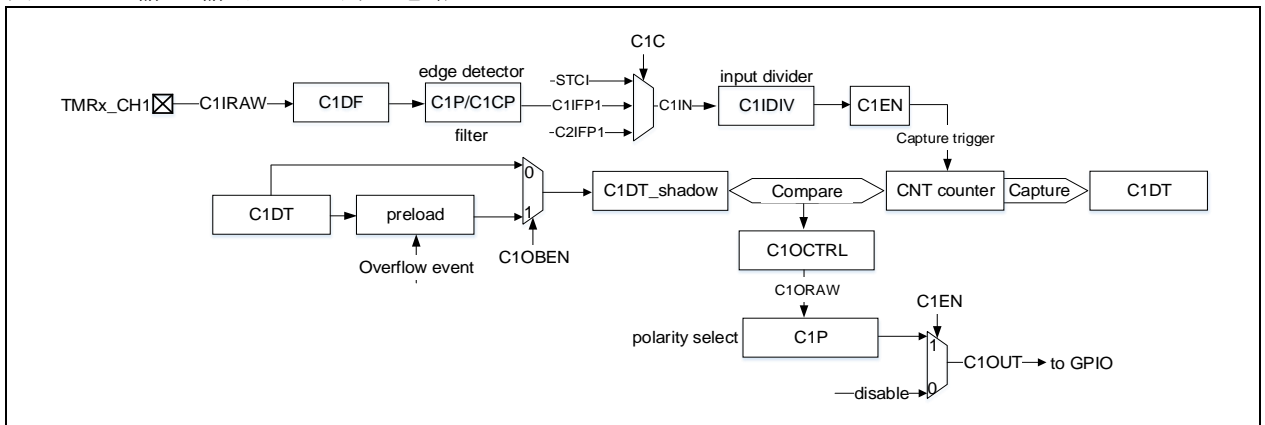 C1C
edge detector
input divider
-STCI
TMRx_CH1
C1IRAW
C1DF
C1P/C1CP
C1IFP1
C1IN
C1IDIV
C1EN
filter
-C2IFP1
Capture trigger
0
C1DT
preload
1
C1DT_shadow
Compare
CNT counter
Capture
C1DT
C1OBEN
Overflow event
C1OCTRL
C1ORAW
C1EN
polarity select
C1P
1
C1OUT
to GPIO
disable
0